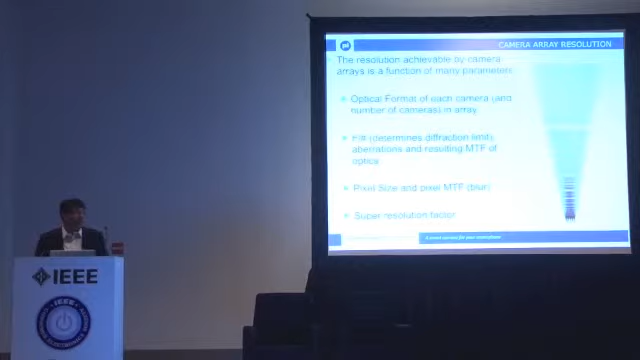 CAMERA ARRAY RESOLUTION
The resolution achievable by camera
arrays is a function of many parameters
Optical Format of each camera (and
number of cameras) in array
F/# (determines diffraction limit),
aberrations and resulting MTF of
optics
Pixel Size and pixel MTF (blur)
Super resolution factor
IEEE
IEEE